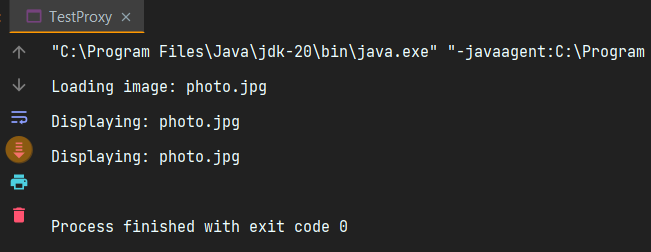 TestProxy
"C:\Program Files\Java\jdk-20\bin\java.exe" "-javaagent:C:\Program
Loading image: photo.jpg
Displaying: photo.jpg
Displaying: photo.jpg
Process finished with exit code 0